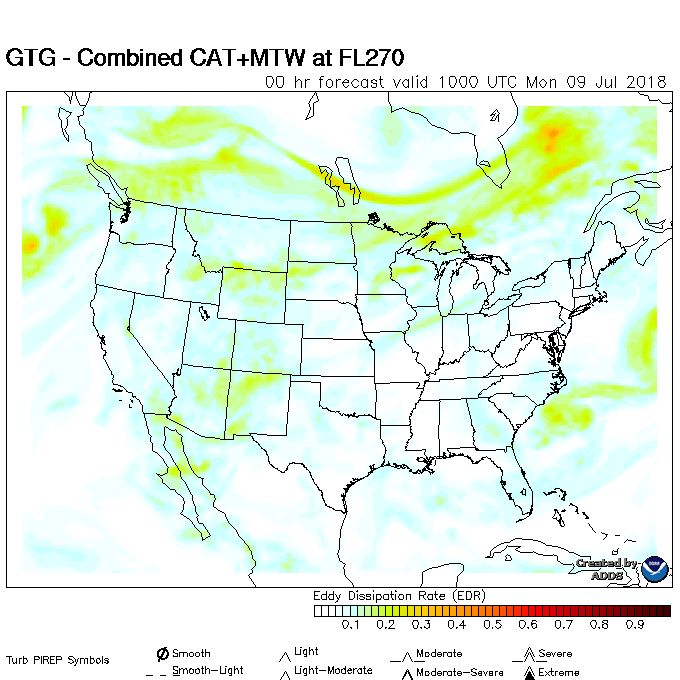 GTG - Combined CAT+MTW at FL270
00 hr forecast valid 1000 UTC Mon 09 Jul 2018
Created by
ADDS
Eddy Dissipation Rate (EDR)
0.1 0.2 0.3 0.4 0.5 0.6 0.7 0.8 0.9
Turb PIREP Symbols
Smooth Light Moderate Severe
Smooth-Light Light-Moderate Moderate-Severe Extreme